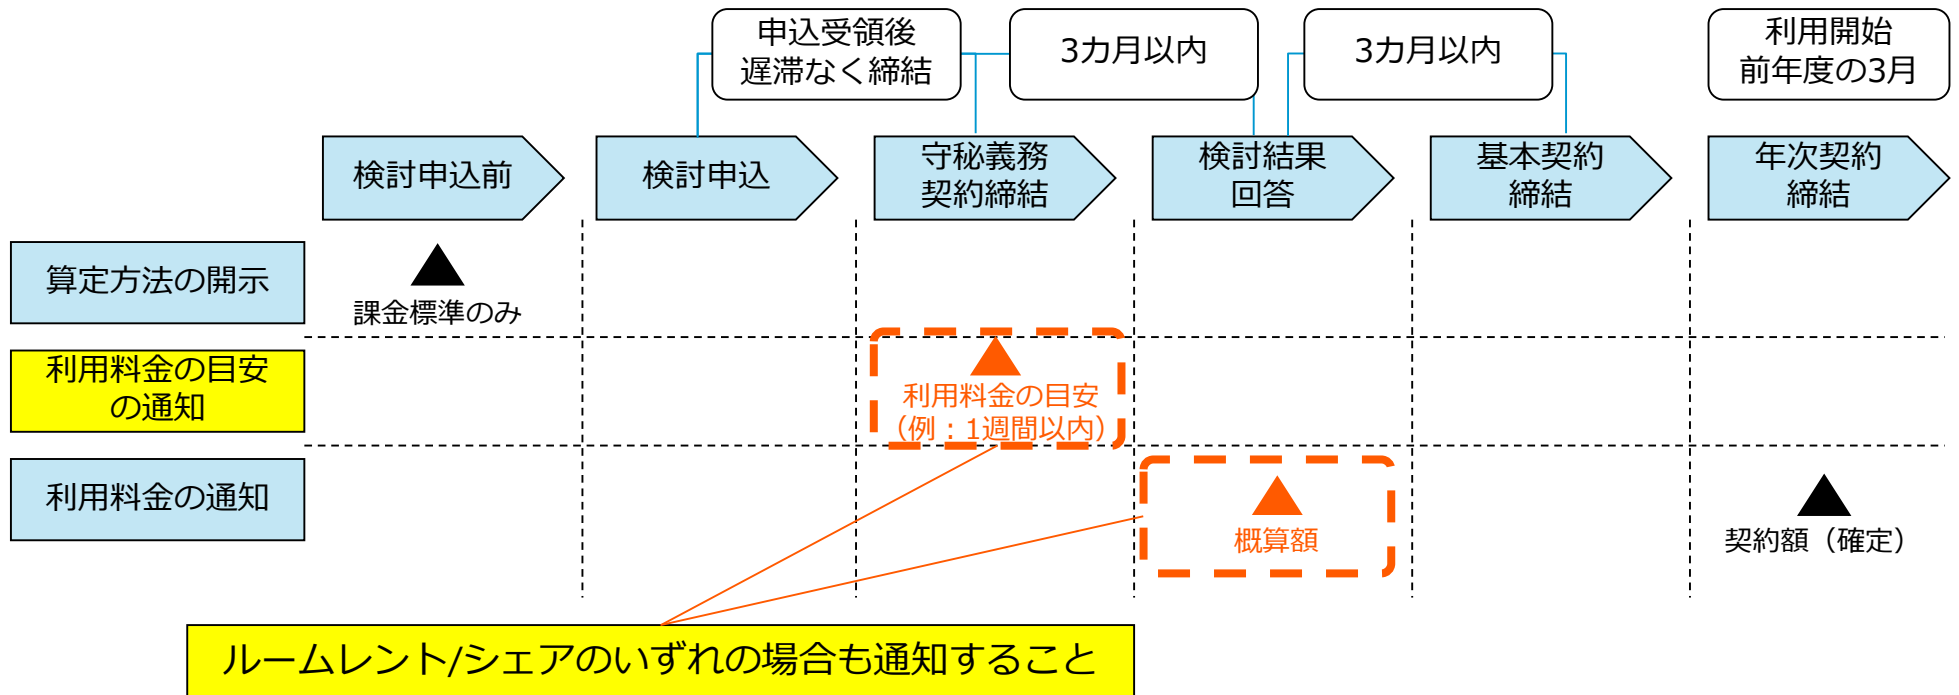 申込受領後
遅滞なく締結
3カ月以内
3カ月以内
利用開始
前年度の3月
検討申込前
検討申込
守秘義務
契約締結
検討結果
回答
基本契約
締結
年次契約
締結
算定方法の開示
課金標準のみ
利用料金の目安
の通知
利用料金の目安
（例：1週間以内）
利用料金の通知
概算額
契約額（確定）
ルームレント/シェアのいずれの場合も通知すること